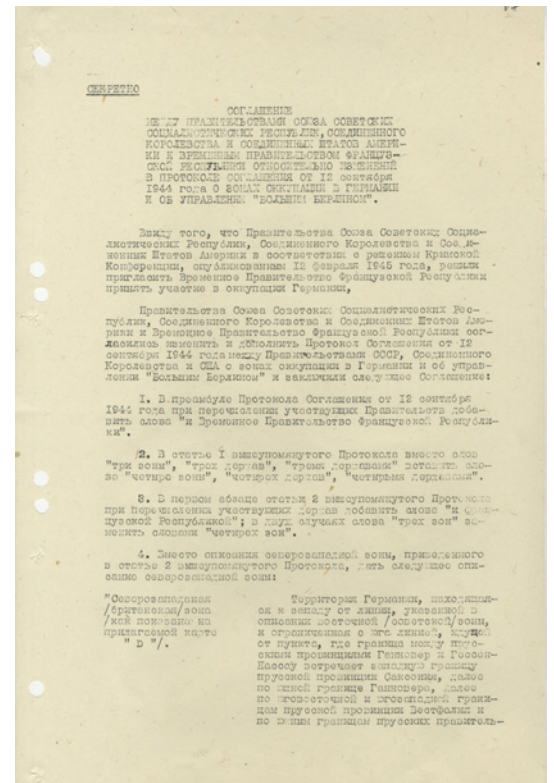 СЕКРЕТНО
СОГЛАШЕНИЕ
МЕЖДУ ПРАВИТЕЛЬСТВАМИ СОЮЗА СОВЕТСКИХ
СОЦИАЛИСТИЧЕСКИХ РЕСПУБЛИК, СОЕДИНЕННОГО
КОРОЛЕВСТВА И СОЕДИНЕННЫХ ШТАТОВ АМЕРИ-
КИ И ВРЕМЕННЫМ ПРАВИТЕЛЬСТВОМ ФРАНЦУЗ-
СКОЙ РЕСПУБЛИКИ ОТНОСИТЕЛЬНО ИЗМЕНЕНИЙ
В ПРОТОКОЛЕ СОГЛАШЕНИЯ ОТ 12 сентября
1944 года О ЗОНАХ ОККУПАЦИИ В ГЕРМАНИИ
И ОБ УПРАВЛЕНИИ "БОЛЬШИМ БЕРЛИНОМ".
Ввиду того, что Правительства Союза Советских Социа-
листических Республик, Соединенного Королевства и Соеди-
ненных Штатов Америки в соответствии с решением Крымской
Конференции, опубликованным 12 февраля 1945 года, решили
пригласить Временное Правительство Французской Республики
принять участие в оккупации Германии,
Правительства Союза Советских Социалистических Рес-
публик, Соединенного Королевства и Соединенных Штатов Аме-
рики и Временное Правительство Французской Республики сог-
ласились изменить и дополнить Протокол Соглашения от 12
сентября 1944 года между Правительствами СССР, Соединенного
Королевства и США о зонах оккупации в Германии и об управ-
лении "Большим Берлином" и заключили следующее Соглашение:
1. В преамбуле Протокола Соглашения от 12 сентября
1944 года при перечислении участвующих Правительств доба-
вить слова "и Временное Правительство Французской Республи-
ки".
2. В статье 1 вышеупомянутого Протокола вместо слов
"три зоны", "трех держав", "тремя державами" вставить сло-
ва "четыре зоны", "четырех держав", "четырьмя державами".
3. В первом абзаце статьи 2 вышеупомянутого Протокола
при перечислении участвующих держав добавить слова "и Фран-
цузской Республикой"; в двух случаях слова "трех зон" за-
менить словами "четырех зон".
4. Вместо описания северозападной зоны, приведенного
в статье 2 вышеупомянутого Протокола, дать следующее опи-
сание северозападной зоны:
"Северозападная
/британская/зона
/как показано на
прилагаемой карте
" D "/.
Территория Германии, находящая-
ся к западу от линии, указанной в
описании восточной /советской/зоны,
и ограниченная с юга линией, идущей
от пункта, где граница между прус-
скими провинциями Ганновер и Гессен-
Нассау встречает западную границу
прусской провинции Саксония, далее
по южной границе Ганновера, далее
по юговосточной и югозападной грани-
цам прусской провинции Вестфалия и
по южным границам прусских правитель-